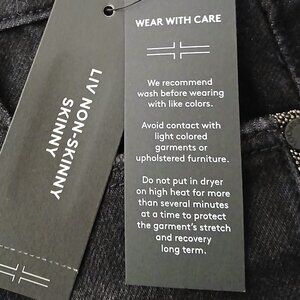 LIV NON-SKINNY
SKINNY
WEAR WITH CARE
We recommend
wash before wearing
with like colors.
Avoid contact with
light colored
garments or
upholstered furniture.
Do not put in dryer
on high heat for more
than several minutes
at a time to protect
the garment's stretch
and recovery
long term.